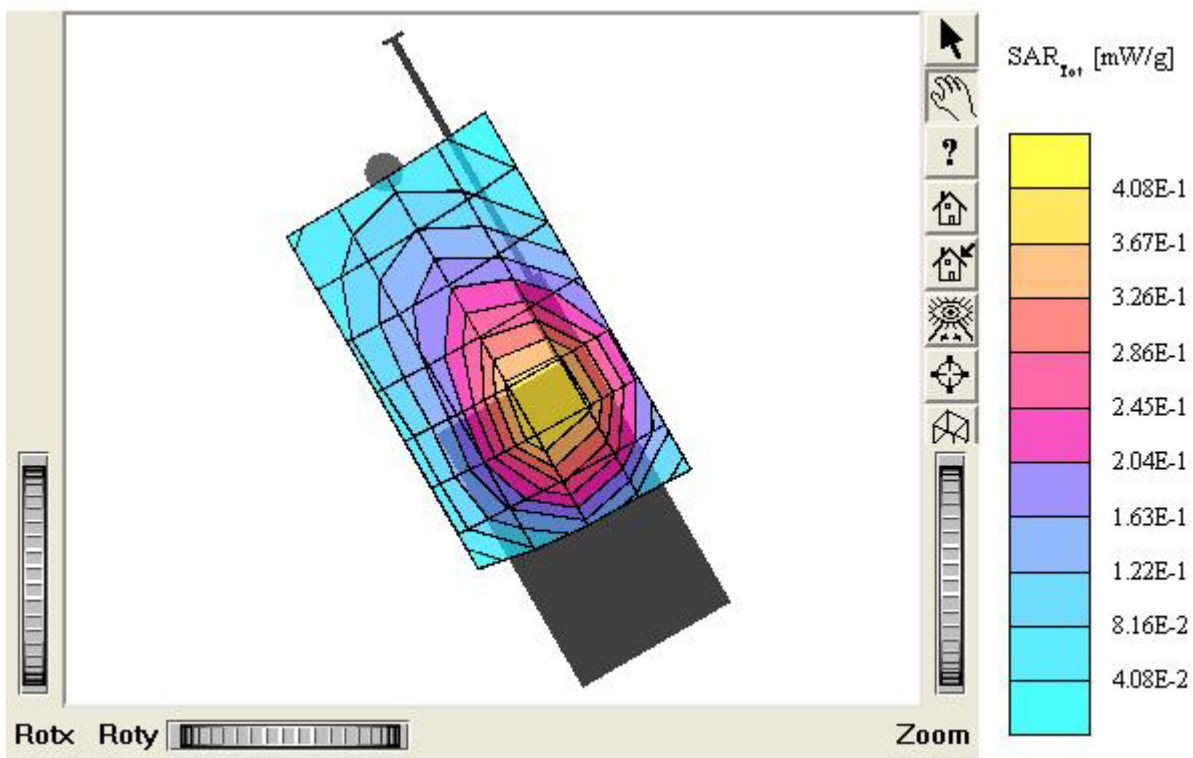 SAR_Tot [mW/g]
?
4.08E-1
3.67E-1
3.26E-1
2.86E-1
2.45E-1
2.04E-1
1.63E-1
1.22E-1
8.16E-2
4.08E-2
Rotx Roty Zoom